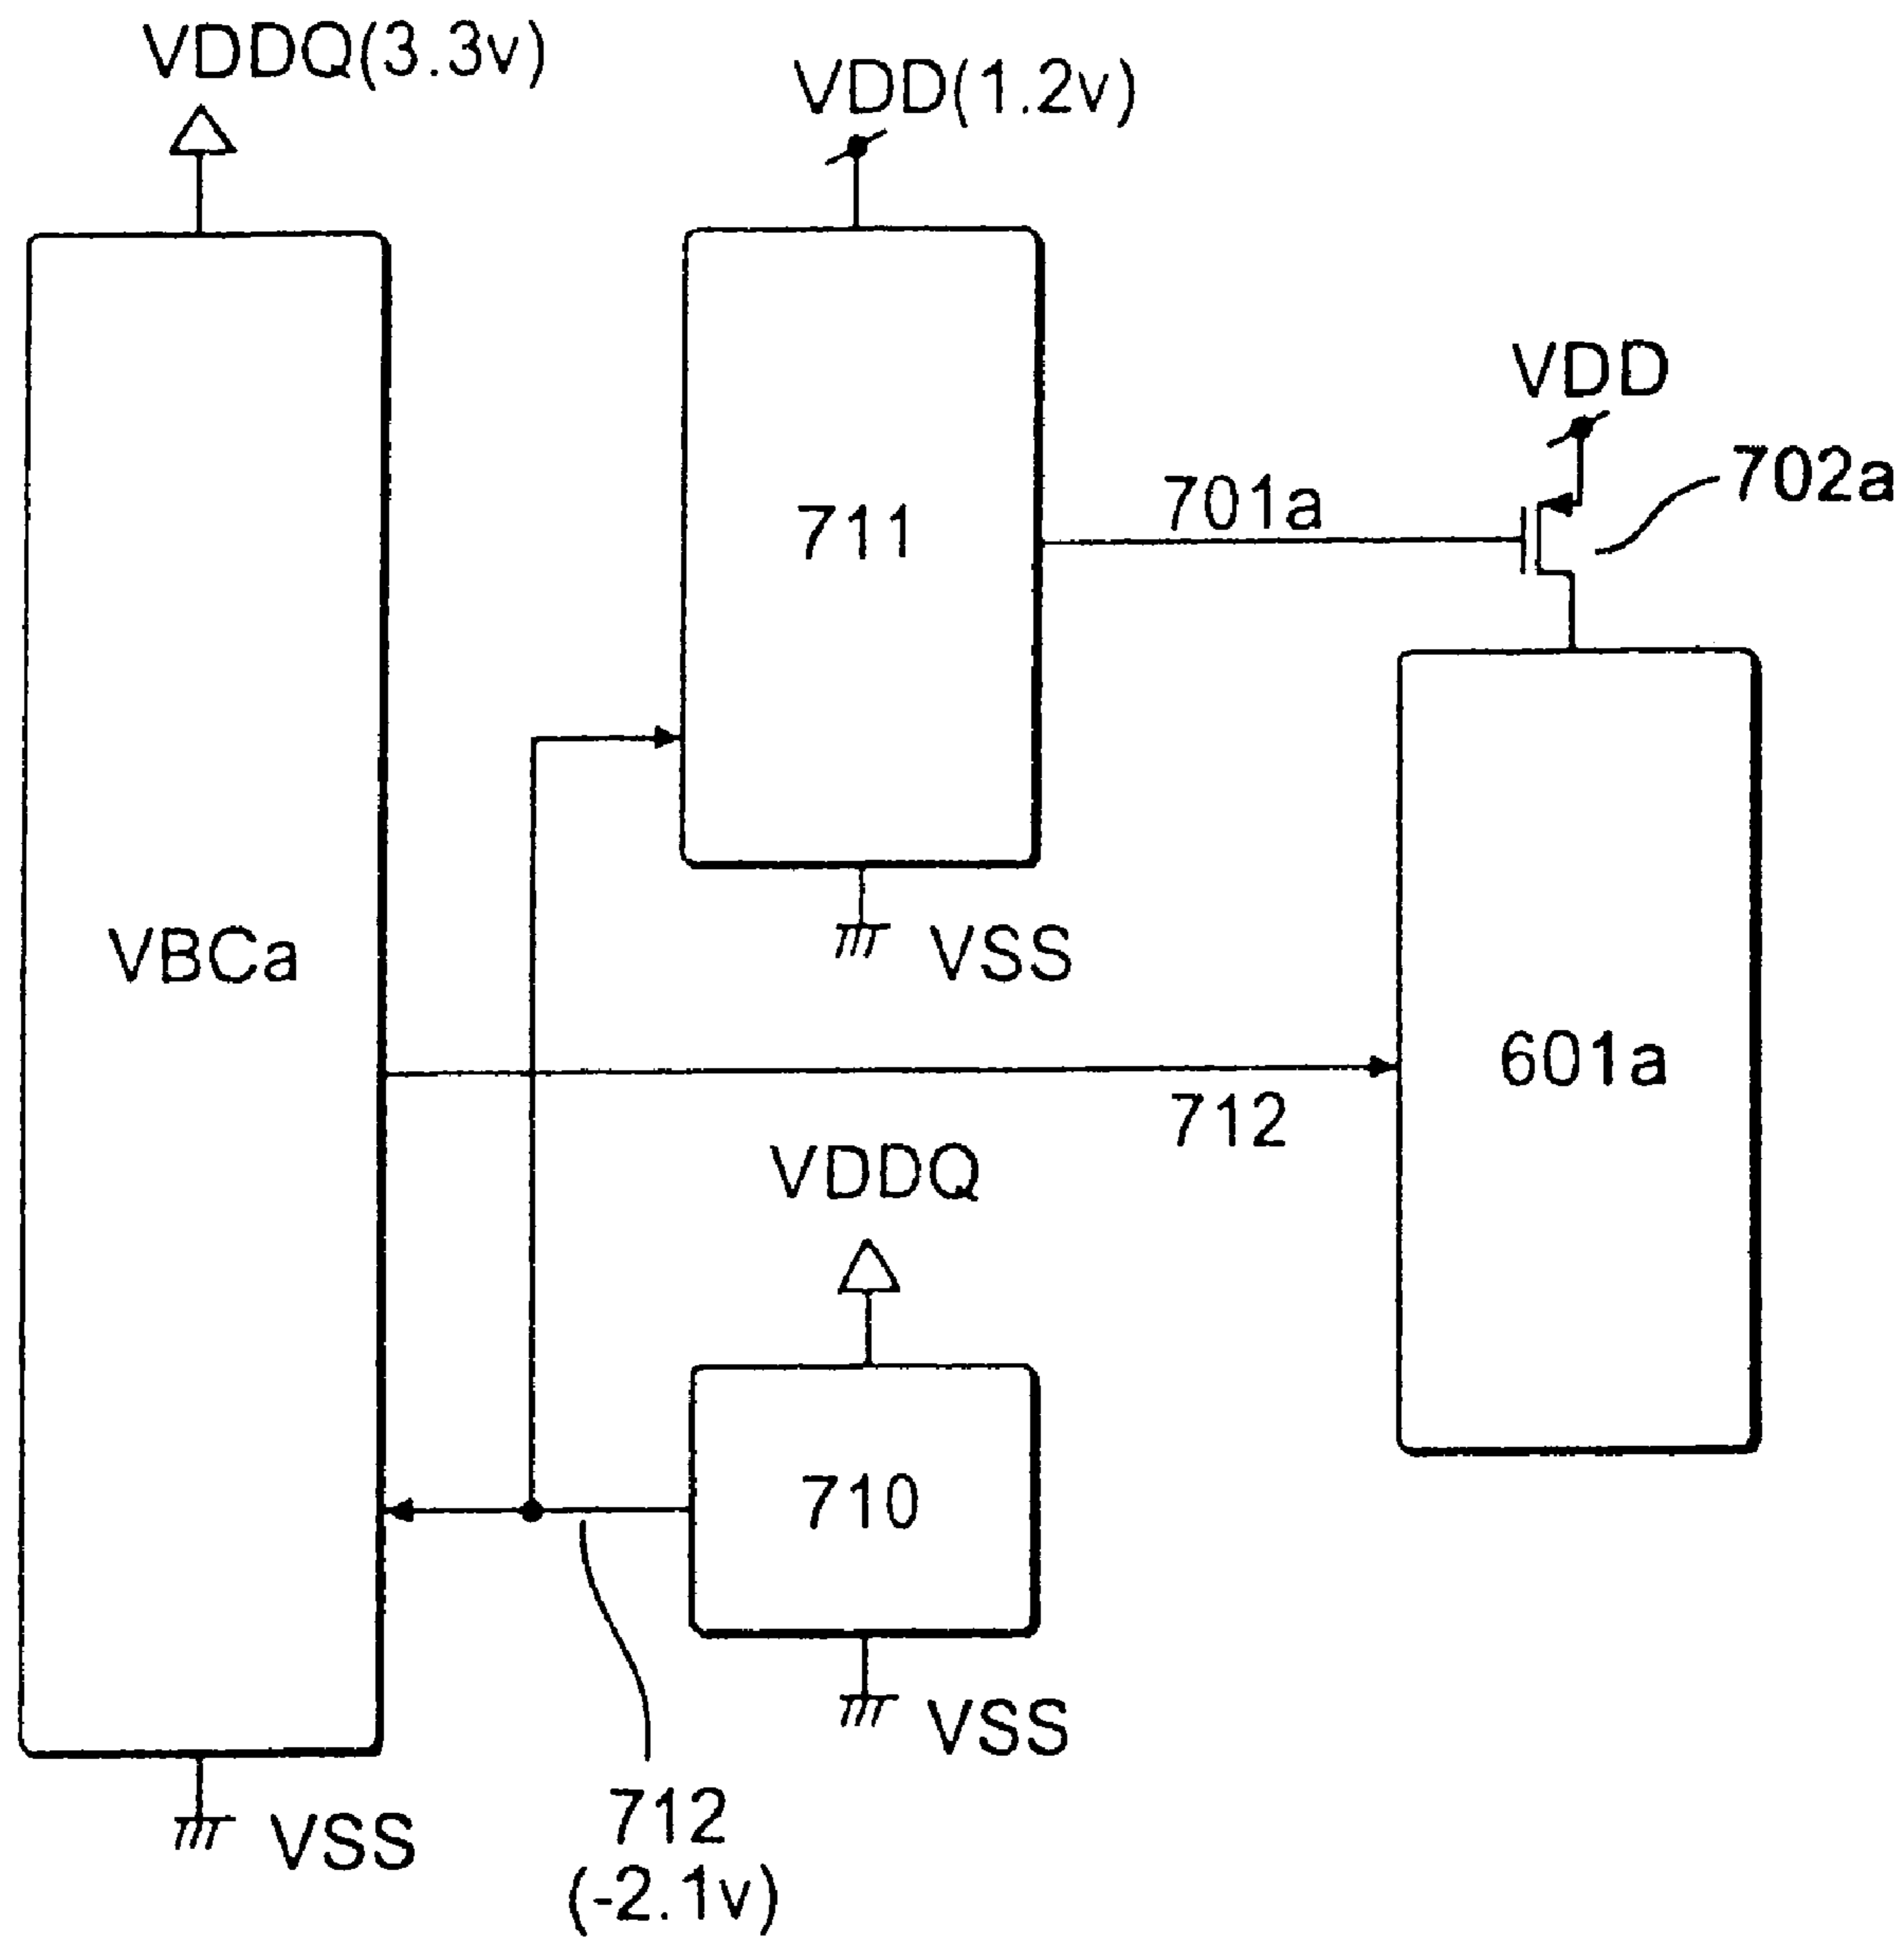 VDDQ(3.3v)
VDD(1.2v)
VDD
702a
701a
711
VBCa
VSS
601a
712
VDDQ
710
VSS
712
(-2.1v)
VSS